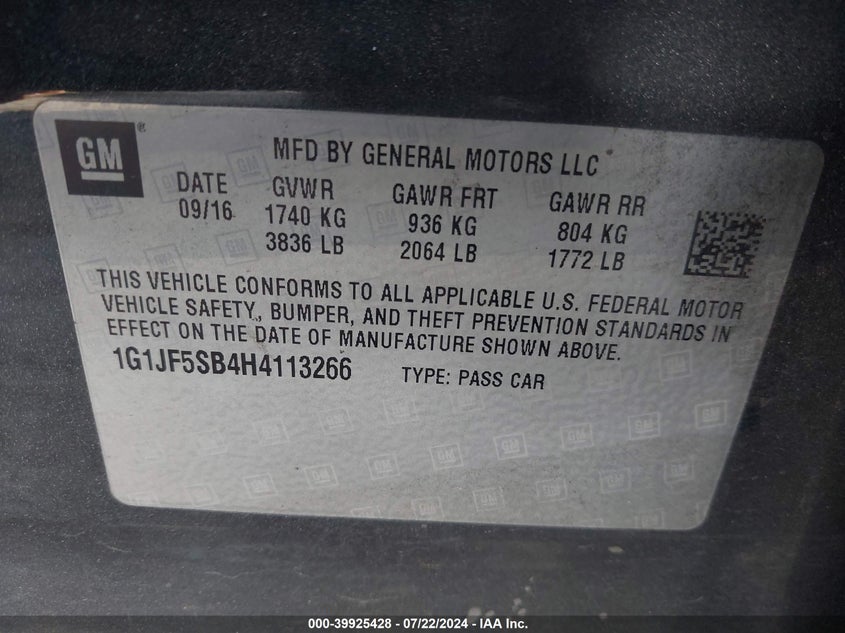 GM ®
MFD BY GENERAL MOTORS LLC
DATE GVWR GAWR FRT GAWR RR
09/16 1740 KG 936 KG 804 KG
3836 LB 2064 LB 1772 LB
THIS VEHICLE CONFORMS TO ALL APPLICABLE U.S. FEDERAL MOTOR
VEHICLE SAFETY, BUMPER, AND THEFT PREVENTION STANDARDS IN
EFFECT ON THE DATE OF MANUFACTURE SHOWN ABOVE.
1G1JF5SB4H4113266 TYPE: PASS CAR
000-39925428 - 07/22/2024 - IAA Inc.